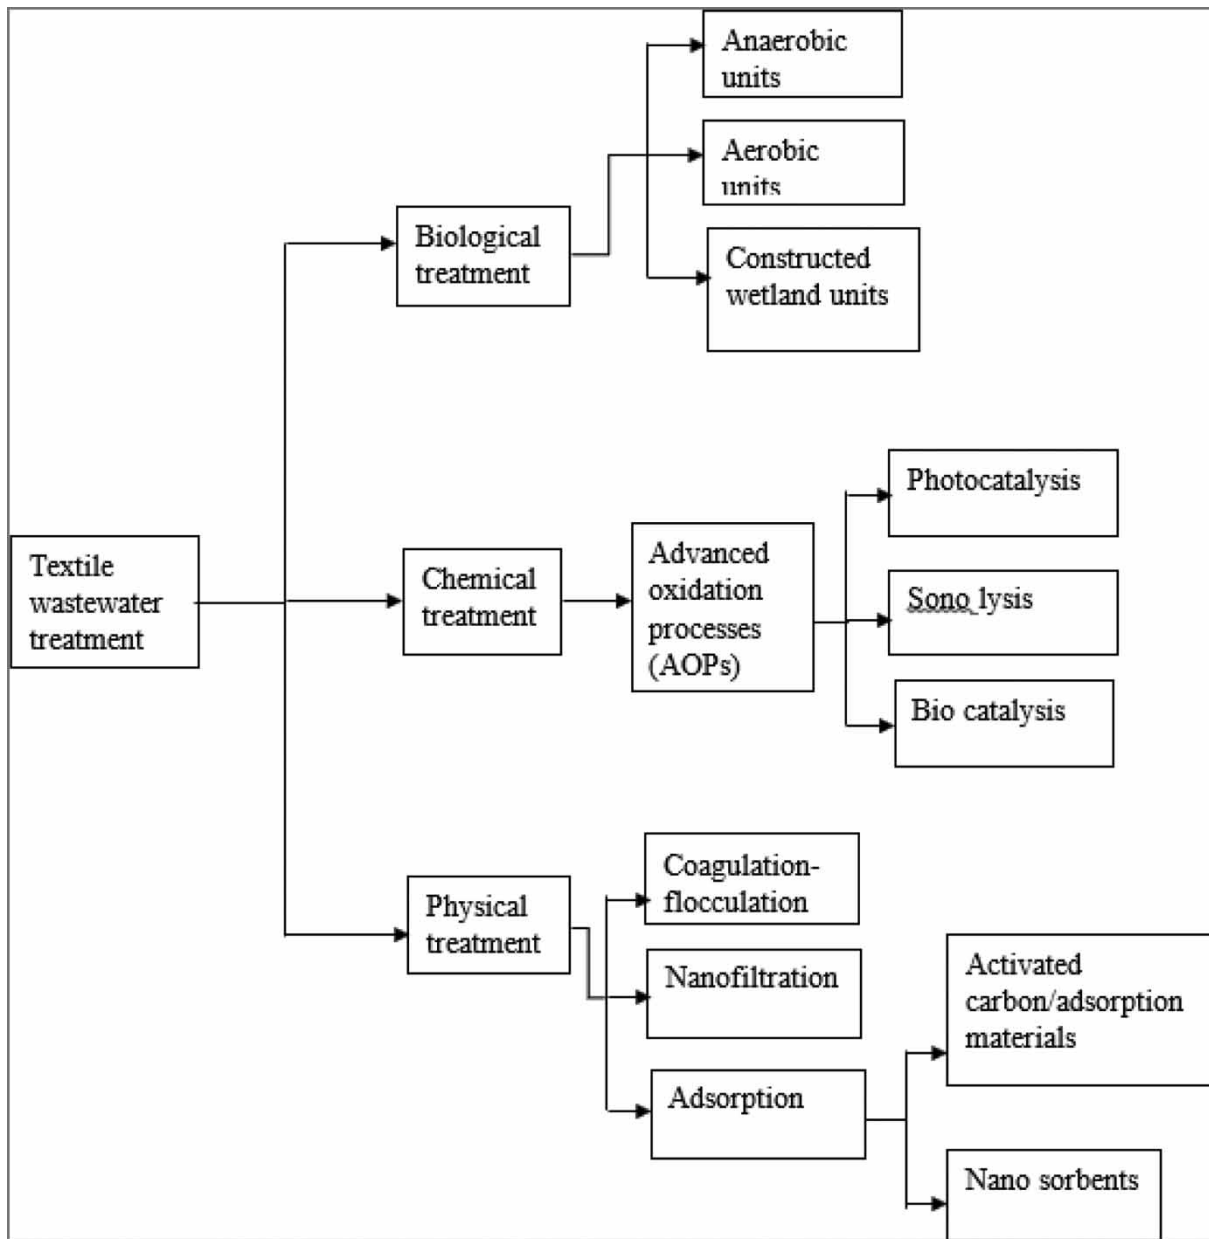 Anaerobic
units
Aerobic
units
Constructed
wetland units
Biological
treatment
Textile
wastewater
treatment
Chemical
treatment
Advanced
oxidation
processes
(AOPs)
Photocatalysis
Sono lysis
Bio catalysis
Physical
treatment
Coagulation-
flocculation
Nanofiltration
Adsorption
Activated
carbon/adsorption
materials
Nano sorbents